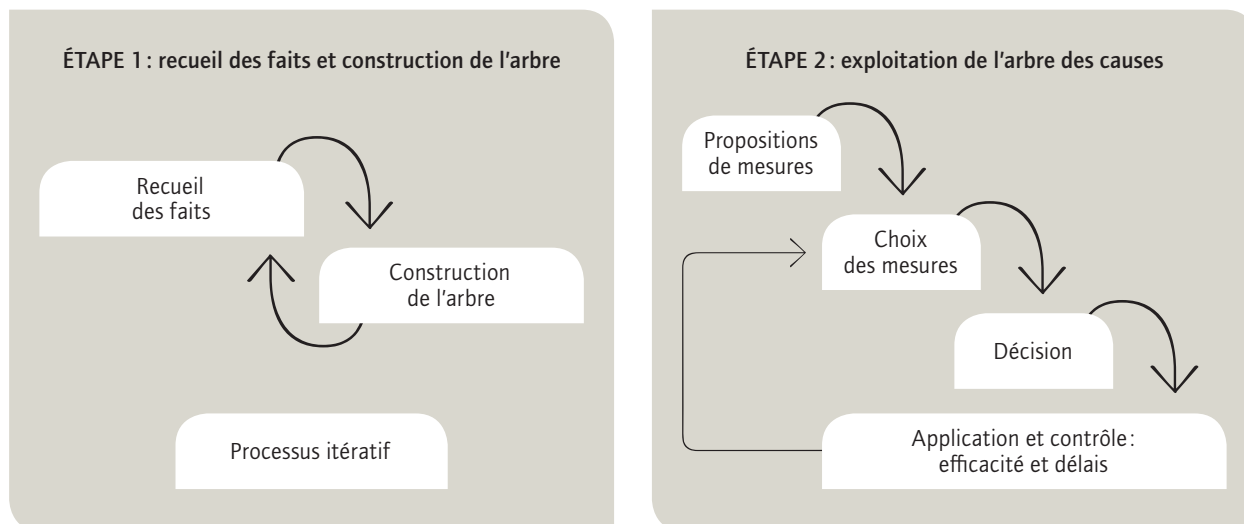 ÉTAPE 1 : recueil des faits et construction de l'arbre
Recueil
des faits
Construction
de l'arbre
Processus itératif
ÉTAPE 2 : exploitation de l'arbre des causes
Propositions
de mesures
Choix
des mesures
Décision
Application et contrôle :
efficacité et délais